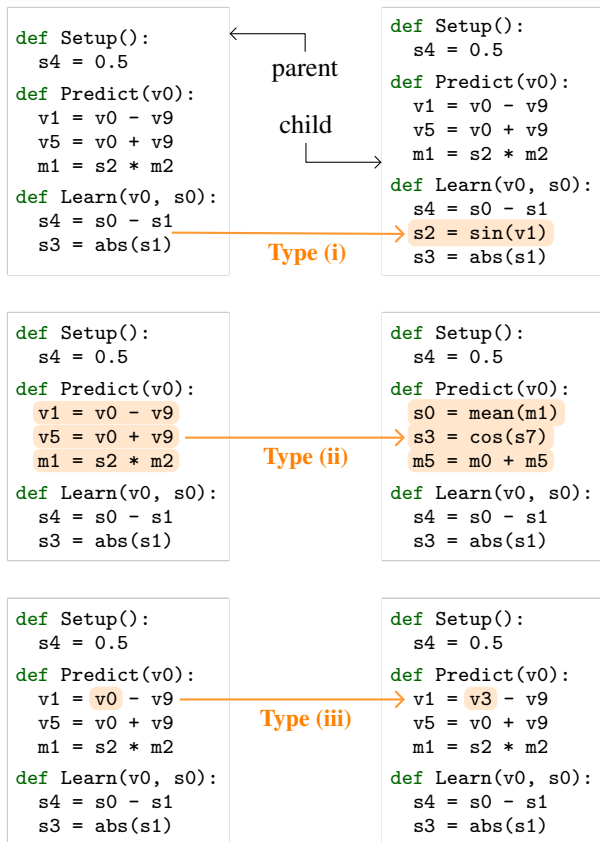 def Setup():
  s4 = 0.5
def Predict(v0):
  v1 = v0 - v9
  v5 = v0 + v9
  m1 = s2 * m2
def Learn(v0, s0):
  s4 = s0 - s1
  s3 = abs(s1)
parent
child
Type (i)
def Setup():
  s4 = 0.5
def Predict(v0):
  v1 = v0 - v9
  v5 = v0 + v9
  m1 = s2 * m2
def Learn(v0, s0):
  s4 = s0 - s1
  s2 = sin(v1)
  s3 = abs(s1)
def Setup():
  s4 = 0.5
def Predict(v0):
  v1 = v0 - v9
  v5 = v0 + v9
  m1 = s2 * m2
def Learn(v0, s0):
  s4 = s0 - s1
  s3 = abs(s1)
Type (ii)
def Setup():
  s4 = 0.5
def Predict(v0):
  s0 = mean(m1)
  s3 = cos(s7)
  m5 = m0 + m5
def Learn(v0, s0):
  s4 = s0 - s1
  s3 = abs(s1)
def Setup():
  s4 = 0.5
def Predict(v0):
  v1 = v0 - v9
  v5 = v0 + v9
  m1 = s2 * m2
def Learn(v0, s0):
  s4 = s0 - s1
  s3 = abs(s1)
Type (iii)
def Setup():
  s4 = 0.5
def Predict(v0):
  v1 = v3 - v9
  v5 = v0 + v9
  m1 = s2 * m2
def Learn(v0, s0):
  s4 = s0 - s1
  s3 = abs(s1)